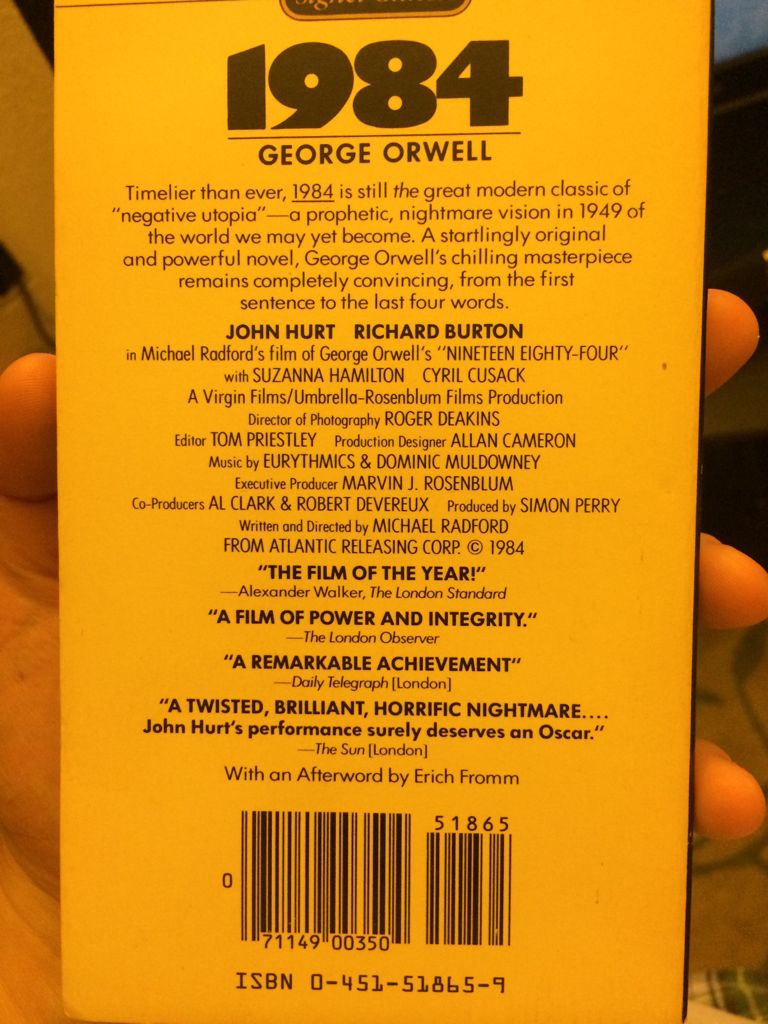 1984
GEORGE ORWELL
Timelier than ever, 1984 is still the great modern classic of
"negative utopia"—a prophetic, nightmare vision in 1949 of
the world we may yet become. A startlingly original
and powerful novel, George Orwell's chilling masterpiece
remains completely convincing, from the first
sentence to the last four words.
JOHN HURT RICHARD BURTON
in Michael Radford's film of George Orwell's "NINETEEN EIGHTY-FOUR"
with SUZANNA HAMILTON CYRIL CUSACK
A Virgin Films/Umbrella-Rosenblum Films Production
Director of Photography ROGER DEAKINS
Editor TOM PRIESTLEY Production Designer ALLAN CAMERON
Music by EURYTHMICS & DOMINIC MULDOWNEY
Executive Producer MARVIN J. ROSENBLUM
Co-Producers AL CLARK & ROBERT DEVEREUX Produced by SIMON PERRY
Written and Directed by MICHAEL RADFORD
FROM ATLANTIC RELEASING CORP. © 1984
"THE FILM OF THE YEAR!"
—Alexander Walker, The London Standard
"A FILM OF POWER AND INTEGRITY."
—The London Observer
"A REMARKABLE ACHIEVEMENT"
—Daily Telegraph [London]
"A TWISTED, BRILLIANT, HORRIFIC NIGHTMARE....
John Hurt's performance surely deserves an Oscar."
—The Sun [London]
With an Afterword by Erich Fromm
51865
0
71149 00350
ISBN 0-451-51865-9